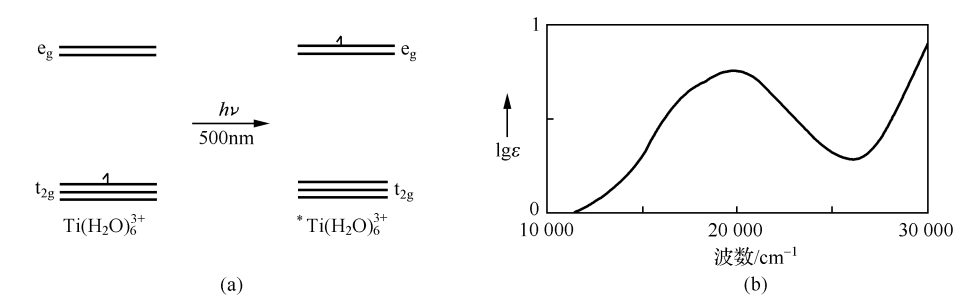 e_g
e_g
hν
500nm
t_2g
t_2g
Ti(H₂O)₆³⁺
*Ti(H₂O)₆³⁺
(a)
1
lgε
0
10 000
20 000
30 000
波数/cm⁻¹
(b)